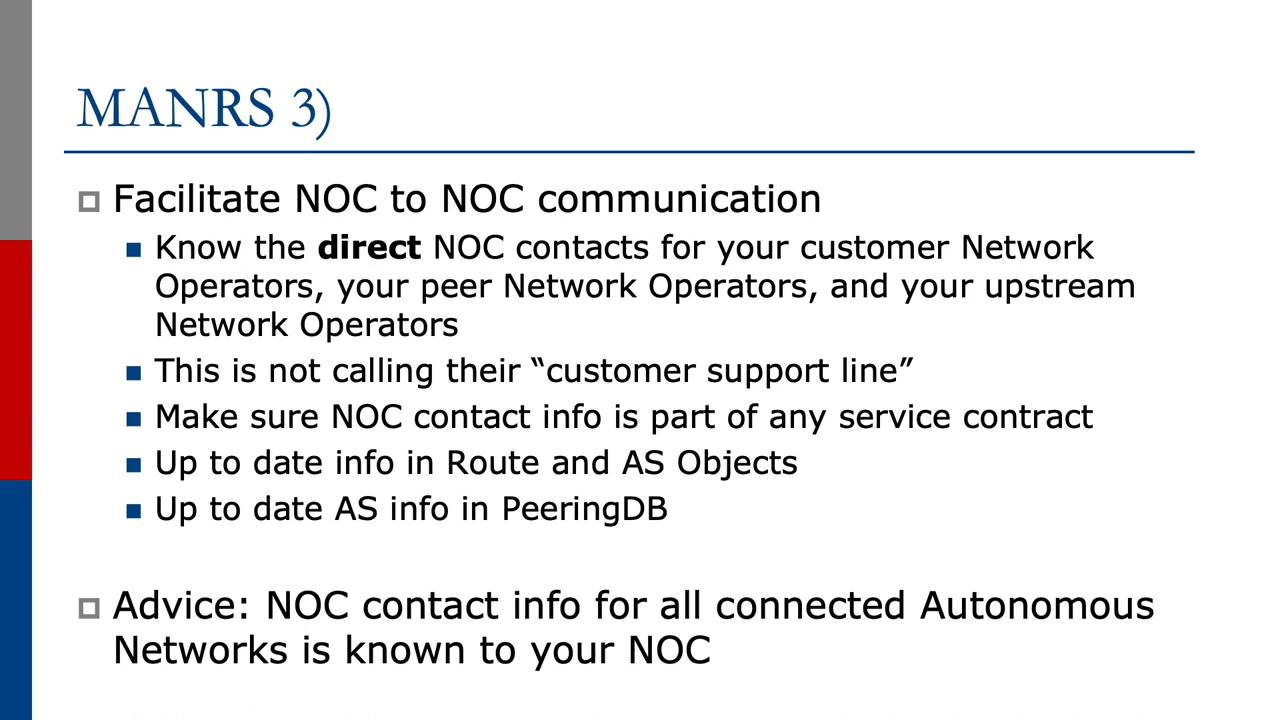 MANRS 3)
Facilitate NOC to NOC communication
Know the direct NOC contacts for your customer Network
Operators, your peer Network Operators, and your upstream
Network Operators
This is not calling their “customer support line”
Make sure NOC contact info is part of any service contract
Up to date info in Route and AS Objects
Up to date AS info in PeeringDB
Advice: NOC contact info for all connected Autonomous
Networks is known to your NOC